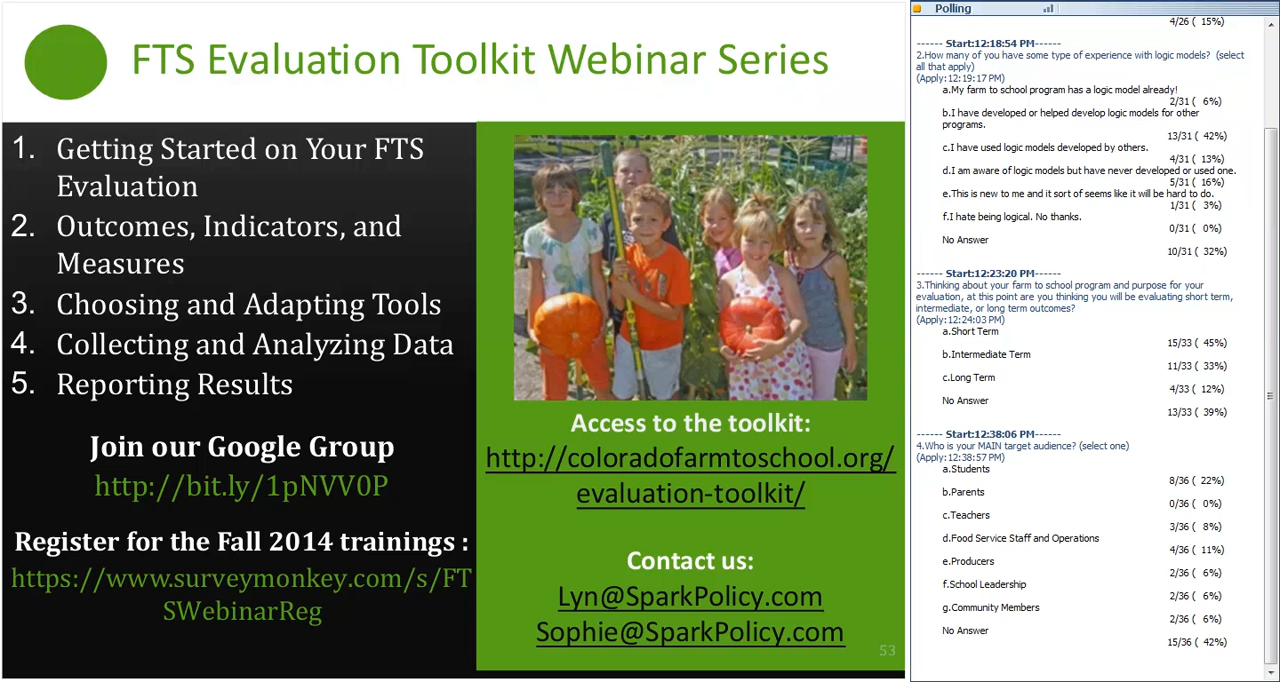 FTS Evaluation Toolkit Webinar Series
1. Getting Started on Your FTS
Evaluation
2. Outcomes, Indicators, and
Measures
3. Choosing and Adapting Tools
4. Collecting and Analyzing Data
5. Reporting Results
Join our Google Group
http://bit.ly/1pNVV0P
Register for the Fall 2014 trainings :
https://www.surveymonkey.com/s/FT
SWebinarReg
Access to the toolkit:
http://coloradofarmtoschool.org/
evaluation-toolkit/
Contact us:
Lyn@SparkPolicy.com
Sophie@SparkPolicy.com
53
Polling
4/26 ( 15%)
------ Start:12:18:54 PM------
2.How many of you have some type of experience with logic models? (select
all that apply)
(Apply:12:19:17 PM)
a.My farm to school program has a logic model already!
2/31 ( 6%)
b.I have developed or helped develop logic models for other
programs.
13/31 ( 42%)
c.I have used logic models developed by others.
4/31 ( 13%)
d.I am aware of logic models but have never developed or used one.
5/31 ( 16%)
e.This is new to me and it sort of seems like it will be hard to do.
1/31 ( 3%)
f.I hate being logical. No thanks.
0/31 ( 0%)
No Answer
10/31 ( 32%)
------ Start:12:23:20 PM------
3.Thinking about your farm to school program and purpose for your
evaluation, at this point are you thinking you will be evaluating short term,
intermediate, or long term outcomes?
(Apply:12:24:03 PM)
a.Short Term
15/33 ( 45%)
b.Intermediate Term
11/33 ( 33%)
c.Long Term
4/33 ( 12%)
No Answer
13/33 ( 39%)
------ Start:12:38:06 PM------
4.Who is your MAIN target audience? (select one)
(Apply:12:38:57 PM)
a.Students
8/36 ( 22%)
b.Parents
0/36 ( 0%)
c.Teachers
3/36 ( 8%)
d.Food Service Staff and Operations
4/36 ( 11%)
e.Producers
2/36 ( 6%)
f.School Leadership
2/36 ( 6%)
g.Community Members
2/36 ( 6%)
No Answer
15/36 ( 42%)